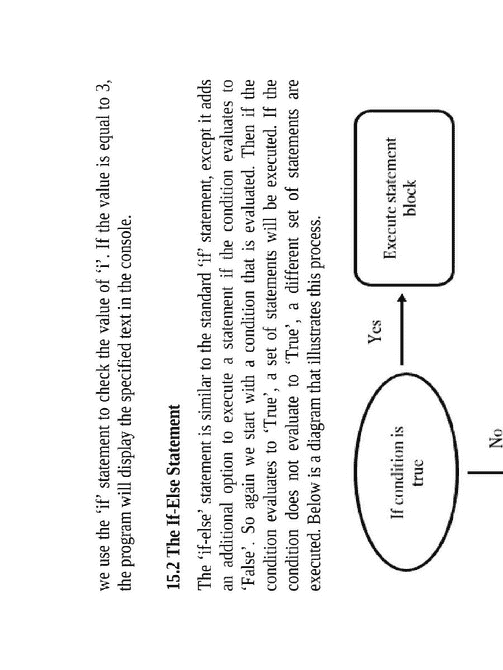 we use the ‘if’ statement to check the value of ‘i’. If the value is equal to 3,
the program will display the specified text in the console.
15.2 The If-Else Statement
The ‘if-else’ statement is similar to the standard ‘if’ statement, except it adds
an additional option to execute a statement if the condition evaluates to
‘False’. So again we start with a condition that is evaluated. Then if the
condition evaluates to ‘True’, a set of statements will be executed. If the
condition does not evaluate to ‘True’, a different set of statements are
executed. Below is a diagram that illustrates this process.
If condition is
true
Yes
Execute statement
block
No